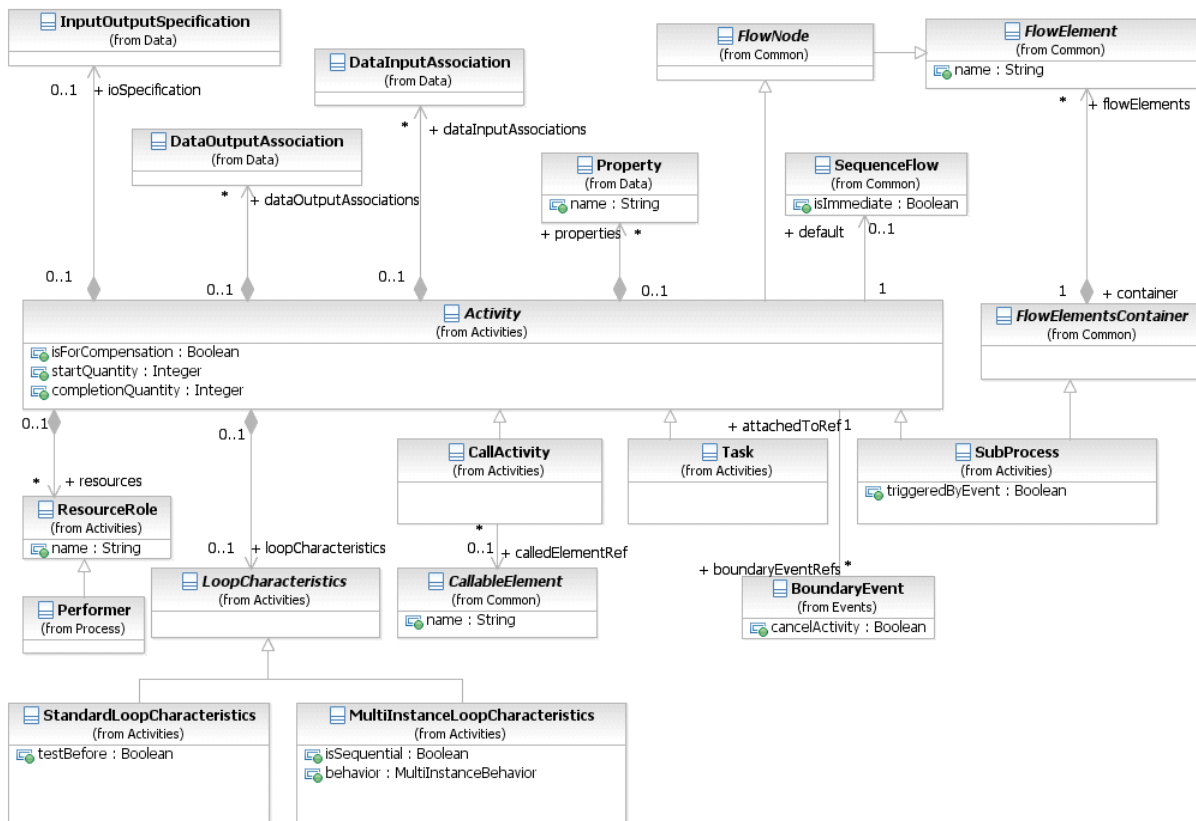 InputOutputSpecification
(from Data)
0..1 + ioSpecification
DataInputAssociation
(from Data)
* + dataInputAssociations
DataOutputAssociation
(from Data)
* + dataOutputAssociations
FlowNode
(from Common)
FlowElement
(from Common)
name : String
* + flowElements
Property
(from Data)
name : String
+ properties *
SequenceFlow
(from Common)
isImmediate : Boolean
+ default 0..1
0..1
0..1
0..1
0..1
1
1 + container
Activity
(from Activities)
isForCompensation : Boolean
startQuantity : Integer
completionQuantity : Integer
FlowElementsContainer
(from Common)
0..1
0..1
+ attachedToRef 1
* + resources
CallActivity
(from Activities)
Task
(from Activities)
SubProcess
(from Activities)
triggeredByEvent : Boolean
ResourceRole
(from Activities)
name : String
0..1 + loopCharacteristics
*
0..1 + calledElementRef
+ boundaryEventRefs *
Performer
(from Process)
LoopCharacteristics
(from Activities)
CallableElement
(from Common)
name : String
BoundaryEvent
(from Events)
cancelActivity : Boolean
StandardLoopCharacteristics
(from Activities)
testBefore : Boolean
MultiInstanceLoopCharacteristics
(from Activities)
isSequential : Boolean
behavior : MultiInstanceBehavior